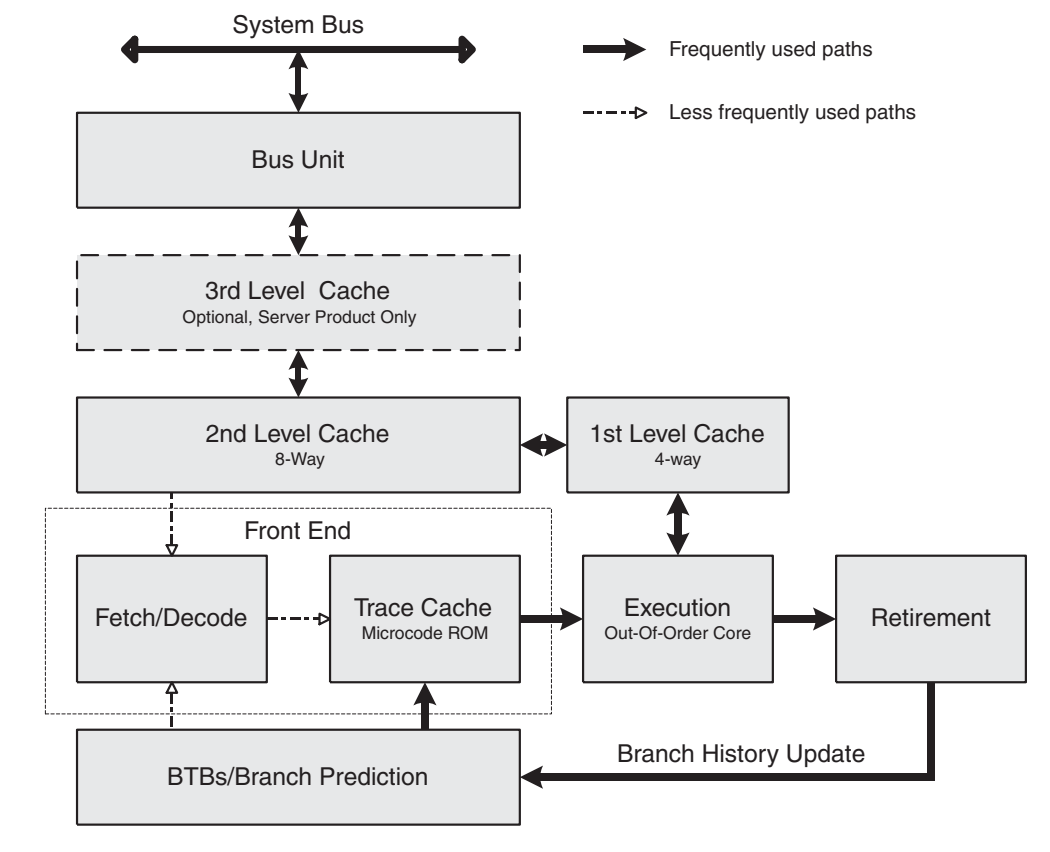 System Bus
Frequently used paths
Less frequently used paths
Bus Unit
3rd Level Cache
Optional, Server Product Only
2nd Level Cache
8-Way
1st Level Cache
4-way
Front End
Fetch/Decode
Trace Cache
Microcode ROM
Execution
Out-Of-Order Core
Retirement
BTBs/Branch Prediction
Branch History Update